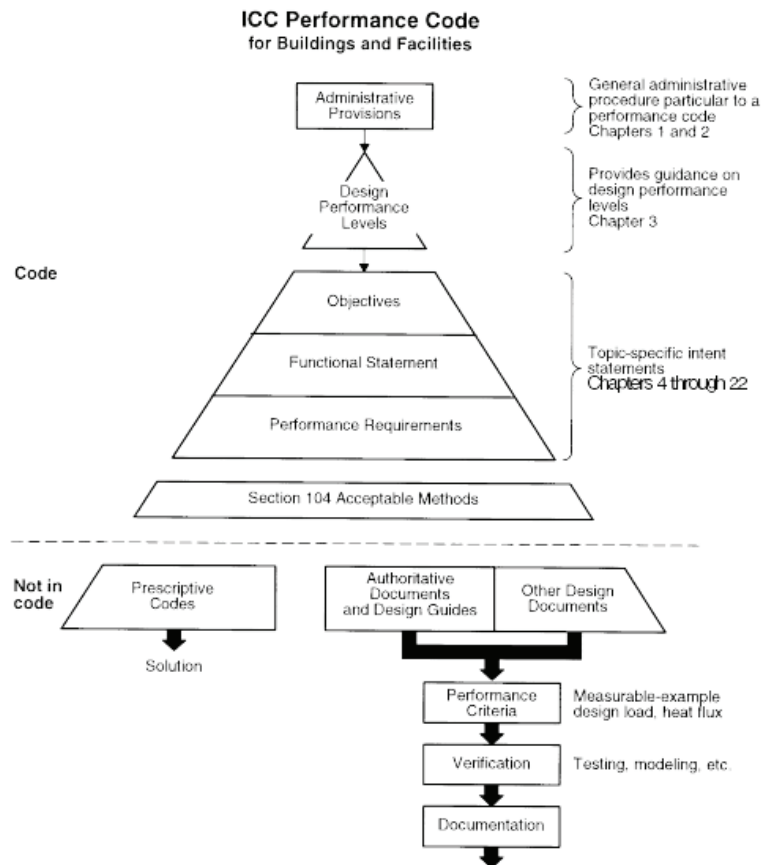 ICC Performance Code
for Buildings and Facilities
Administrative
Provisions
General administrative
procedure particular to a
performance code
Chapters 1 and 2
Design
Performance
Levels
Provides guidance on
design performance
levels
Chapter 3
Code
Objectives
Functional Statement
Performance Requirements
Topic-specific intent
statements
Chapters 4 through 22
Section 104 Acceptable Methods
Not in
code
Prescriptive
Codes
Solution
Authoritative
Documents
and Design Guides
Other Design
Documents
Performance
Criteria
Measurable-example
design load, heat flux
Verification
Testing, modeling, etc.
Documentation